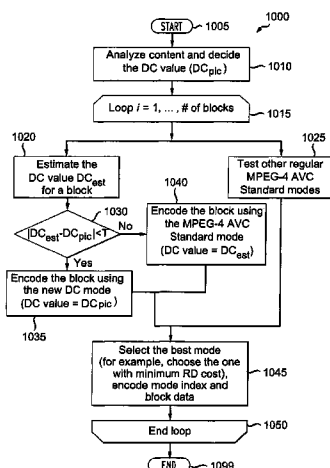 START
1005
1000
Analyze content and decide
the DC value (DCpic)
1010
Loop i = 1, ... , # of blocks
1015
1020
Estimate the
DC value DCest
for a block
1025
Test other regular
MPEG-4 AVC
Standard modes
1030
|DCest-DCpic|<T
No
Yes
1040
Encode the block using
the MPEG-4 AVC
Standard mode
(DC value = DCest)
Encode the block using
the new DC mode
(DC value = DCpic)
1035
Select the best mode
(for example, choose the one
with minimum RD cost),
encode mode index and
block data
1045
End loop
1050
END
1099